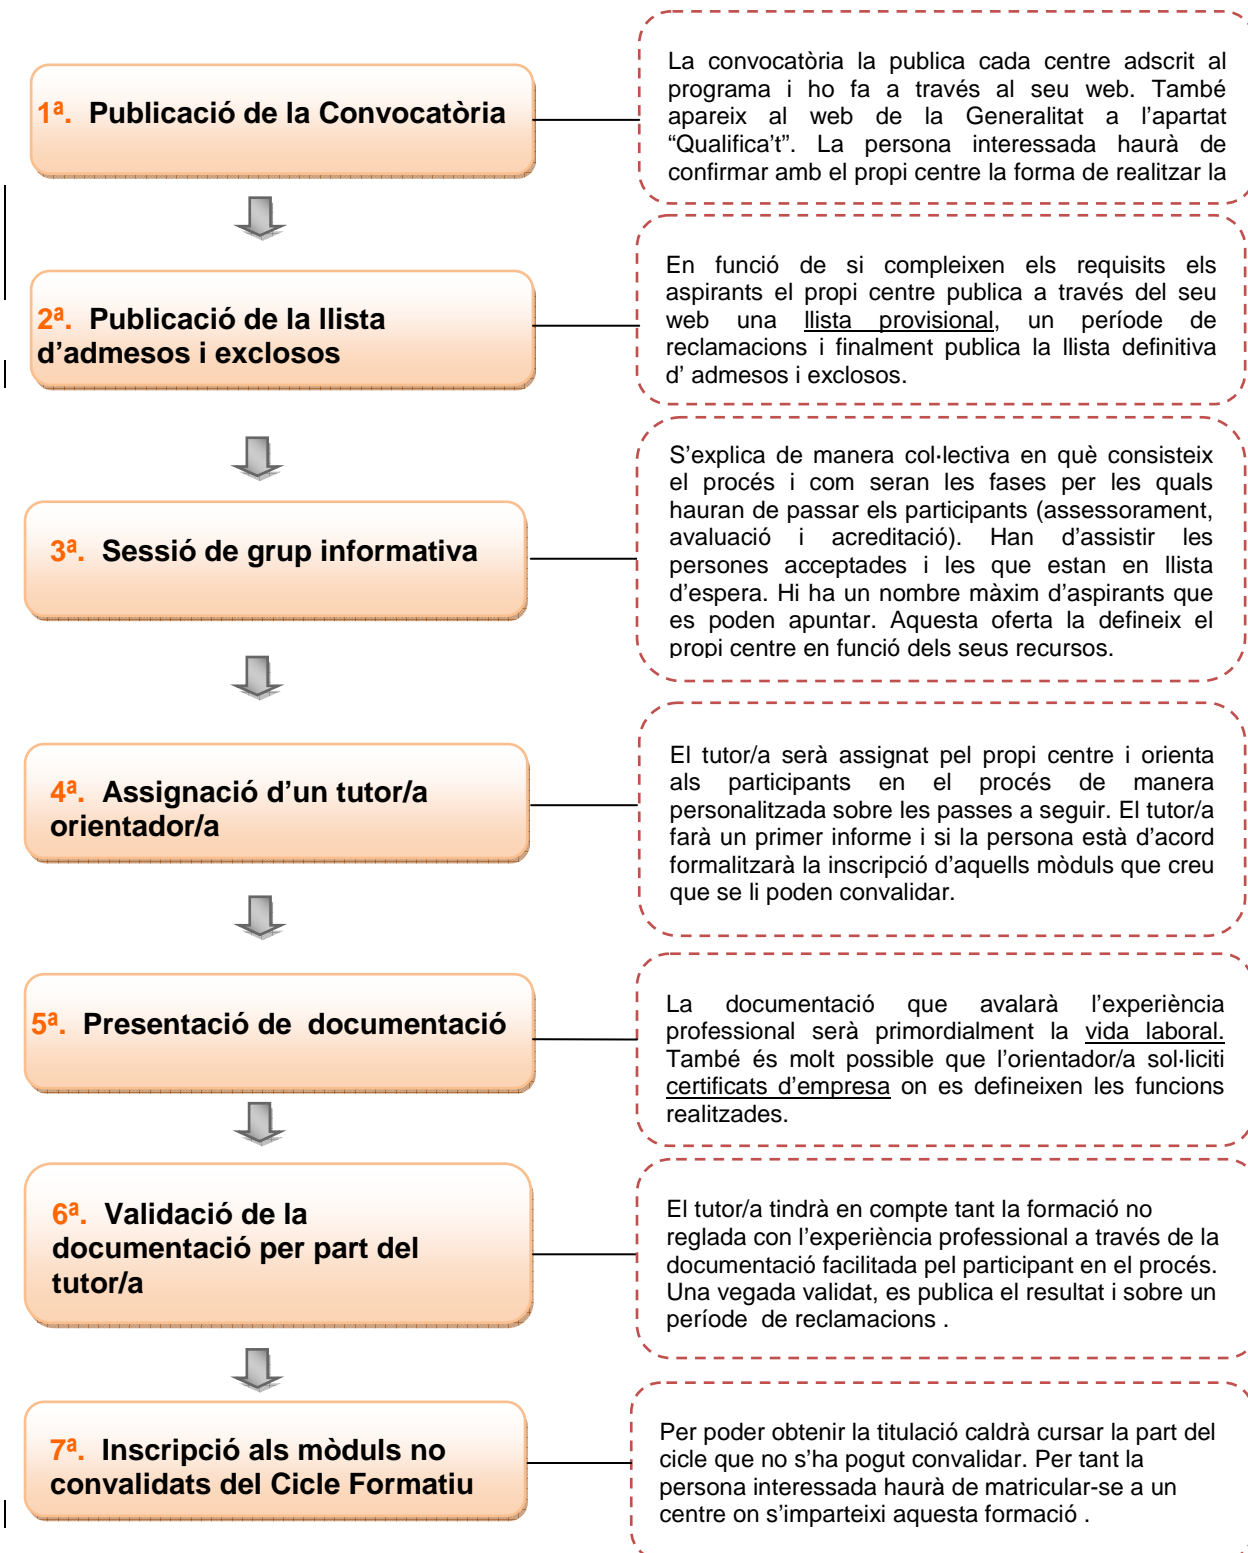 1ª. Publicació de la Convocatòria
La convocatòria la publica cada centre adscrit al
programa i ho fa a través al seu web. També
apareix al web de la Generalitat a l’apartat
“Qualifica’t”. La persona interessada haurà de
confirmar amb el propi centre la forma de realitzar la
2ª. Publicació de la llista
d’admesos i exclosos
En funció de si compleixen els requisits els
aspirants el propi centre publica a través del seu
web una llista provisional, un període de
reclamacions i finalment publica la llista definitiva
d’ admesos i exclosos.
3ª. Sessió de grup informativa
S’explica de manera col·lectiva en què consisteix
el procés i com seran les fases per les quals
hauran de passar els participants (assessorament,
avaluació i acreditació). Han d’assistir les
persones acceptades i les que estan en llista
d’espera. Hi ha un nombre màxim d’aspirants que
es poden apuntar. Aquesta oferta la defineix el
propi centre en funció dels seus recursos.
4ª. Assignació d’un tutor/a
orientador/a
El tutor/a serà assignat pel propi centre i orienta
als participants en el procés de manera
personalitzada sobre les passes a seguir. El tutor/a
farà un primer informe i si la persona està d’acord
formalitzarà la inscripció d’aquells mòduls que creu
que se li poden convalidar.
5ª. Presentació de documentació
La documentació que avalarà l’experiència
professional serà primordialment la vida laboral.
També és molt possible que l’orientador/a sol·liciti
certificats d’empresa on es defineixen les funcions
realitzades.
6ª. Validació de la
documentació per part del
tutor/a
El tutor/a tindrà en compte tant la formació no
reglada con l’experiència professional a través de la
documentació facilitada pel participant en el procés.
Una vegada validat, es publica el resultat i sobre un
període de reclamacions .
7ª. Inscripció als mòduls no
convalidats del Cicle Formatiu
Per poder obtenir la titulació caldrà cursar la part del
cicle que no s’ha pogut convalidar. Per tant la
persona interessada haurà de matricular-se a un
centre on s’imparteixi aquesta formació .